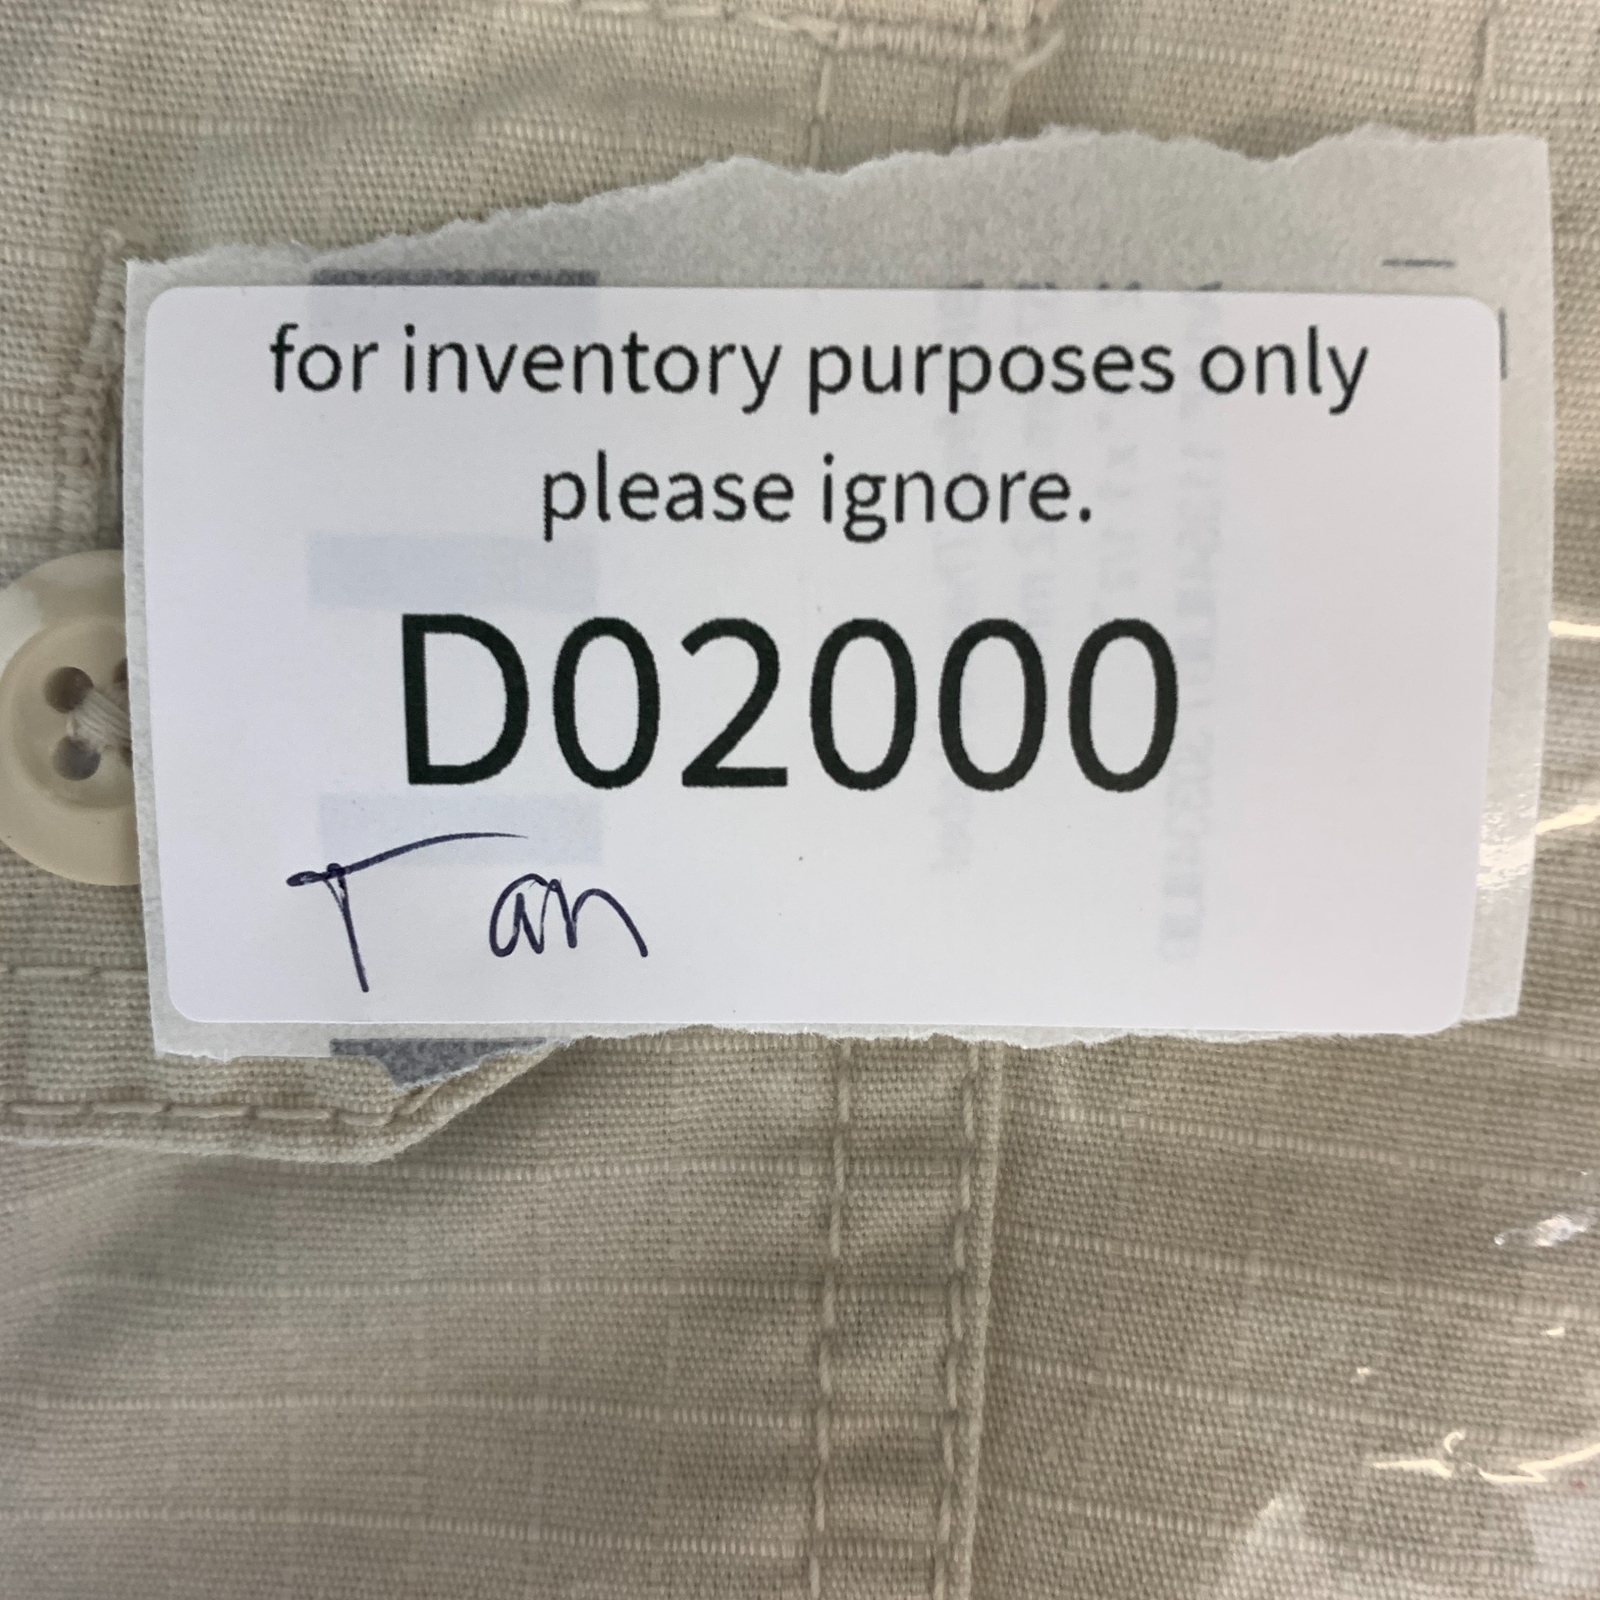 for inventory purposes only
please ignore.
D02000
Tan